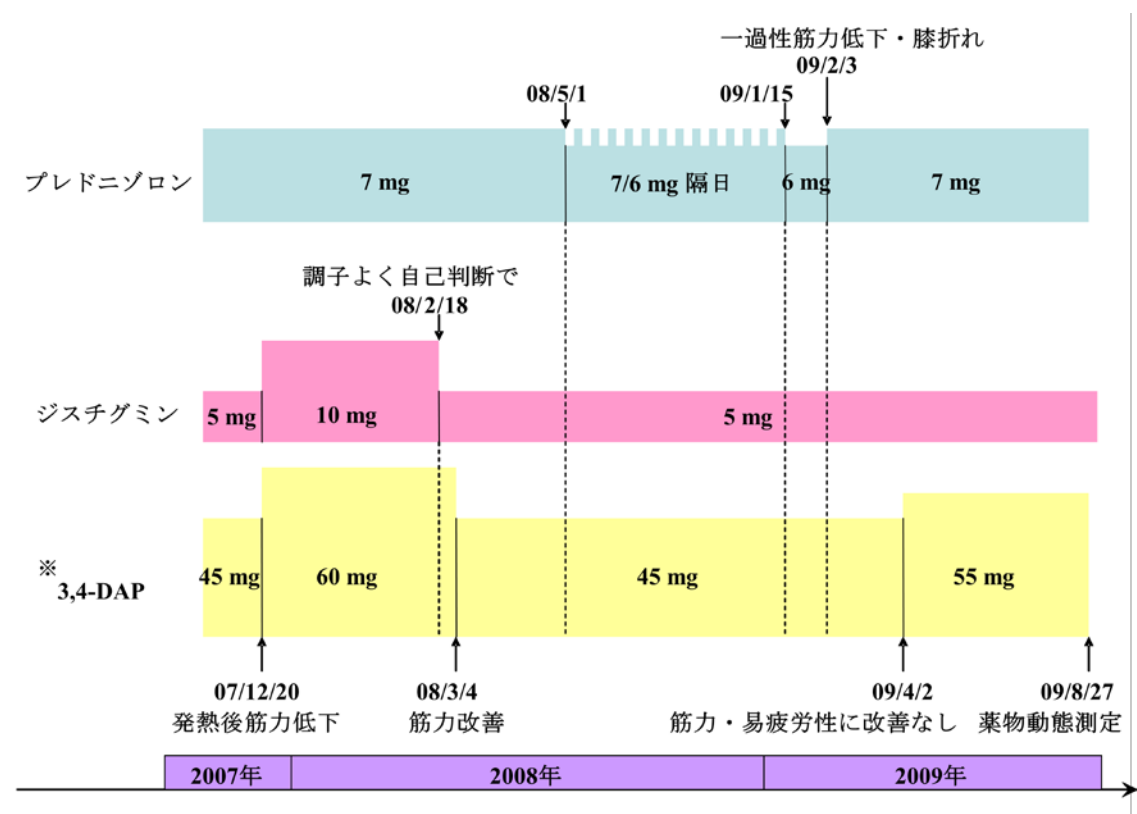 一過性筋力低下・膝折れ
09/2/3
08/5/1
09/1/15
プレドニゾロン
7 mg
7/6 mg 隔日
6 mg
7 mg
調子よく自己判断で
08/2/18
ジスチグミン
5 mg
10 mg
5 mg
※3,4-DAP
45 mg
60 mg
45 mg
55 mg
07/12/20
発熱後筋力低下
08/3/4
筋力改善
09/4/2
筋力・易疲労性に改善なし
09/8/27
薬物動態測定
2007年
2008年
2009年